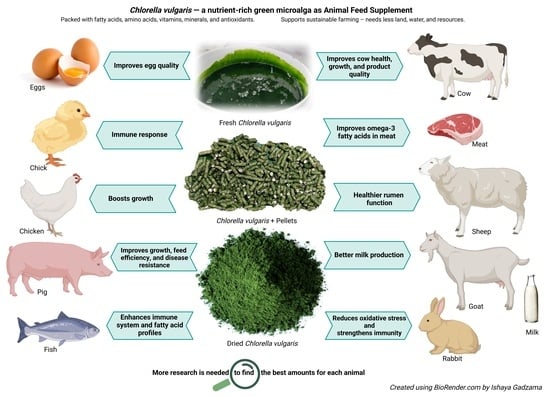 Chlorella vulgaris — a nutrient-rich green microalga as Animal Feed Supplement
Packed with fatty acids, amino acids, vitamins, minerals, and antioxidants.
Supports sustainable farming – needs less land, water, and resources.
Improves egg quality
Eggs
Improves cow health,
growth, and product
quality
Cow
Fresh Chlorella vulgaris
Immune response
Chick
Improves omega-3
fatty acids in meat
Meat
Boosts growth
Chicken
Chlorella vulgaris + Pellets
Healthier rumen
function
Sheep
Improves growth, feed
efficiency, and disease
resistance
Pig
Better milk production
Goat
Milk
Enhances immune
system and fatty acid
profiles
Fish
Dried Chlorella vulgaris
Reduces oxidative stress
and
strengthens immunity
Rabbit
More research is needed to find the best amounts for each animal
Created using BioRender.com by Ishaya Gadzama